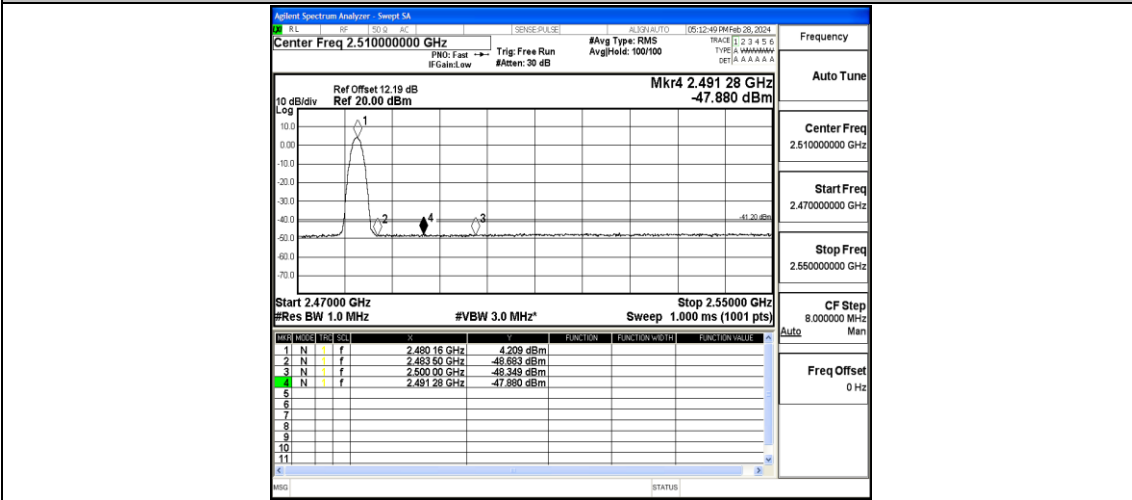 Agilent Spectrum Analyzer - Swept SA
RL RF 50 Ω AC SENSE:PULSE ALIGN AUTO 05:12:49 PM Feb 28, 2024
Center Freq 2.510000000 GHz
#Avg Type: RMS
TRACE 1 2 3 4 5 6
PNO: Fast Trig: Free Run Avg|Hold: 100/100
TYPE A WWWWW
IFGain:Low #Atten: 30 dB
DET A A A A A A
Mkr4 2.491 28 GHz
-47.880 dBm
Ref Offset 12.19 dB
10 dB/div Ref 20.00 dBm
Log
10.0
0.00
-10.0
-20.0
-30.0
-40.0
-50.0
-60.0
-70.0
1
2
4
3
-41.20 dBm
Start 2.47000 GHz Stop 2.55000 GHz
#Res BW 1.0 MHz #VBW 3.0 MHz* Sweep 1.000 ms (1001 pts)
MKR MODE TRC SCL X Y FUNCTION FUNCTION WIDTH FUNCTION VALUE
1 N 1 f 2.480 16 GHz 4.209 dBm
2 N 1 f 2.483 50 GHz -48.683 dBm
3 N 1 f 2.500 00 GHz -48.349 dBm
4 N 1 f 2.491 28 GHz -47.880 dBm
5
6
7
8
9
10
11
MSG STATUS
Frequency
Auto Tune
Center Freq
2.510000000 GHz
Start Freq
2.470000000 GHz
Stop Freq
2.550000000 GHz
CF Step
8.000000 MHz
Auto Man
Freq Offset
0 Hz